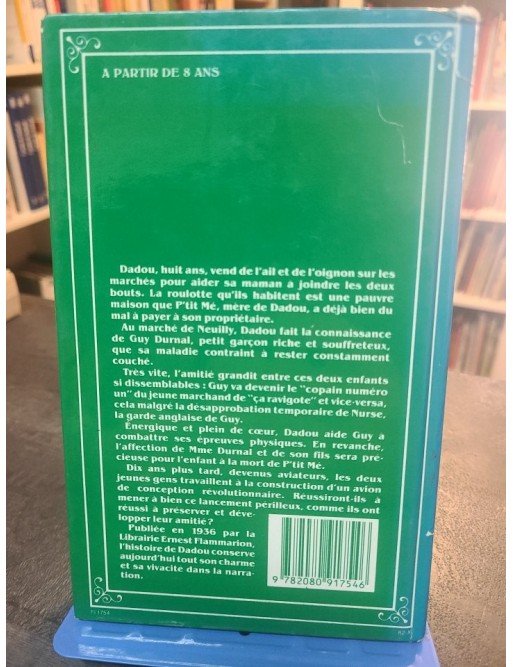 A PARTIR DE 8 ANS
Dadou, huit ans, vend de l'ail et de l'oignon sur les
marchés pour aider sa maman à joindre les deux
bouts. La roulotte qu'ils habitent est une pauvre
maison que P'tit Mé, mère de Dadou, a déjà bien du
mal à payer à son propriétaire.
Au marché de Neuilly, Dadou fait la connaissance
de Guy Durnal, petit garçon riche et souffreteux,
que sa maladie contraint à rester constamment
couché.
Très vite, l'amitié grandit entre ces deux enfants
si dissemblables : Guy va devenir le "copain numéro
un" du jeune marchand de "ça ravigote" et vice-versa,
cela malgré la désapprobation temporaire de Nurse,
la garde anglaise de Guy.
Énergique et plein de cœur, Dadou aide Guy à
combattre ses épreuves physiques. En revanche,
l'affection de Mme Durnal et de son fils sera pré-
cieuse pour l'enfant à la mort de P'tit Mé.
Dix ans plus tard, devenus aviateurs, les deux
jeunes gens travaillent à la construction d'un avion
de conception révolutionnaire. Réussiront-ils à
mener à bien ce lancement périlleux, comme ils ont
réussi à préserver et déve-
lopper leur amitié ?
Publiée en 1936 par la
Librairie Ernest Flammarion,
l'histoire de Dadou conserve
aujourd'hui tout son charme
et sa vivacité dans la narra-
tion.
9 782080 917546